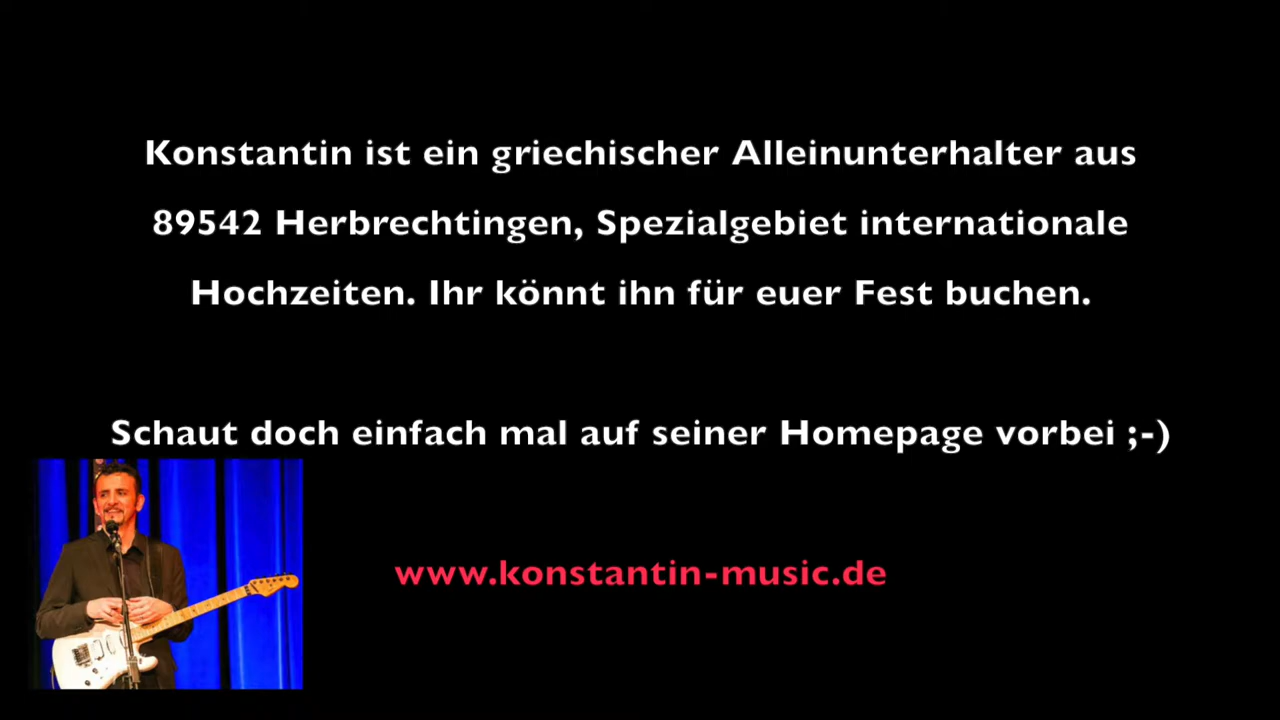 Konstantin ist ein griechischer Alleinunterhalter aus
89542 Herbrechtingen, Spezialgebiet internationale
Hochzeiten. Ihr könnt ihn für euer Fest buchen.
Schaut doch einfach mal auf seiner Homepage vorbei ;-)
www.konstantin-music.de